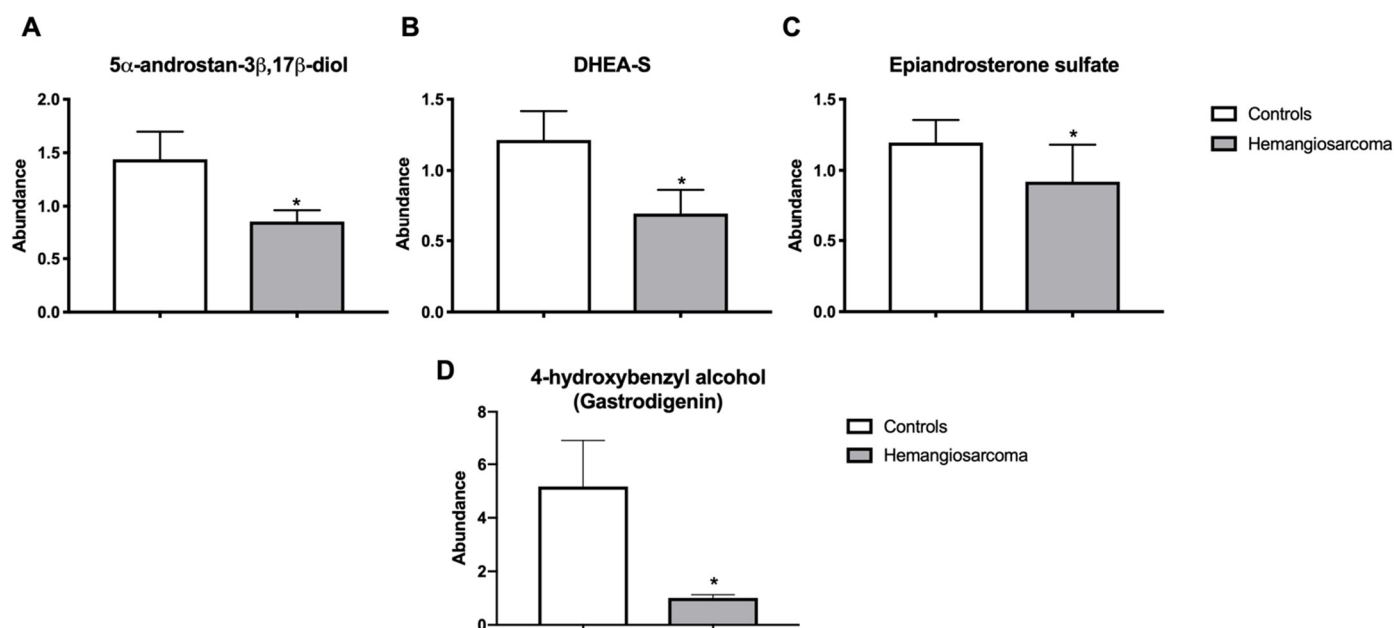 A
5α-androstan-3β,17β-diol
Abundance
2.0
1.5
1.0
0.5
0.0
*
B
DHEA-S
Abundance
1.5
1.0
0.5
0.0
*
C
Epiandrosterone sulfate
Abundance
1.5
1.0
0.5
0.0
*
Controls
Hemangiosarcoma
D
4-hydroxybenzyl alcohol
(Gastrodigenin)
Abundance
8
6
4
2
0
*
Controls
Hemangiosarcoma